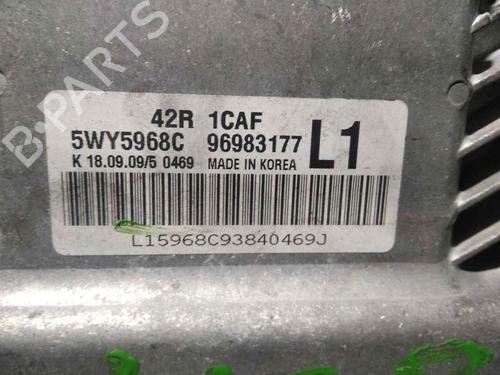 B-PARTS
42R 1CAF
5WY5968C 96983177 L1
K 18.09.09/5 0469 MADE IN KOREA
L15968C93840469J